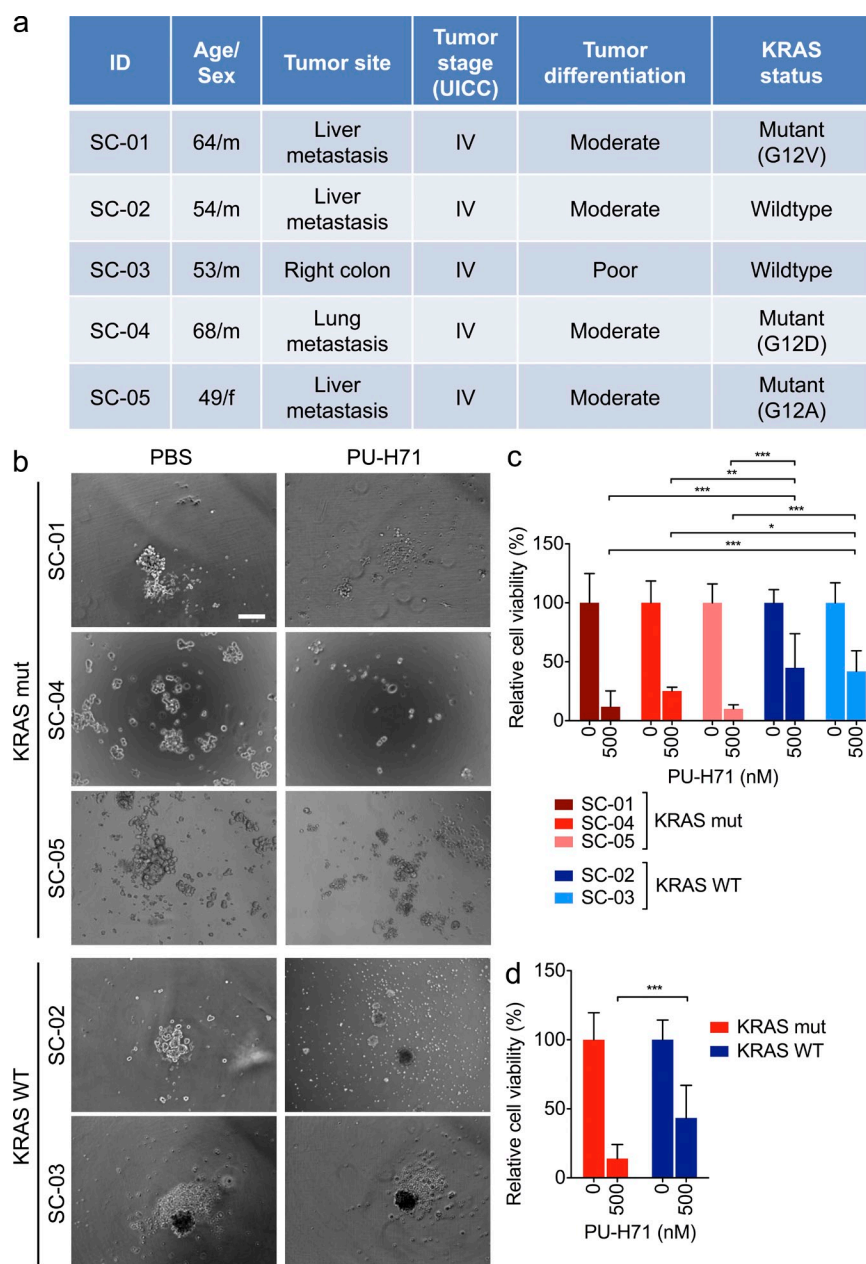 a
ID
Age/
Sex
Tumor site
Tumor
stage
(UICC)
Tumor
differentiation
KRAS
status
SC-01
64/m
Liver
metastasis
IV
Moderate
Mutant
(G12V)
SC-02
54/m
Liver
metastasis
IV
Moderate
Wildtype
SC-03
53/m
Right colon
IV
Poor
Wildtype
SC-04
68/m
Lung
metastasis
IV
Moderate
Mutant
(G12D)
SC-05
49/f
Liver
metastasis
IV
Moderate
Mutant
(G12A)
b
PBS
PU-H71
KRAS mut
SC-01
SC-04
SC-05
KRAS WT
SC-02
SC-03
c
***
**
***
***
*
***
Relative cell viability (%)
150
100
50
0
0
500
0
500
0
500
0
500
0
500
PU-H71 (nM)
SC-01
SC-04
SC-05
KRAS mut
SC-02
SC-03
KRAS WT
d
***
Relative cell viability (%)
150
100
50
0
0
500
0
500
PU-H71 (nM)
KRAS mut
KRAS WT